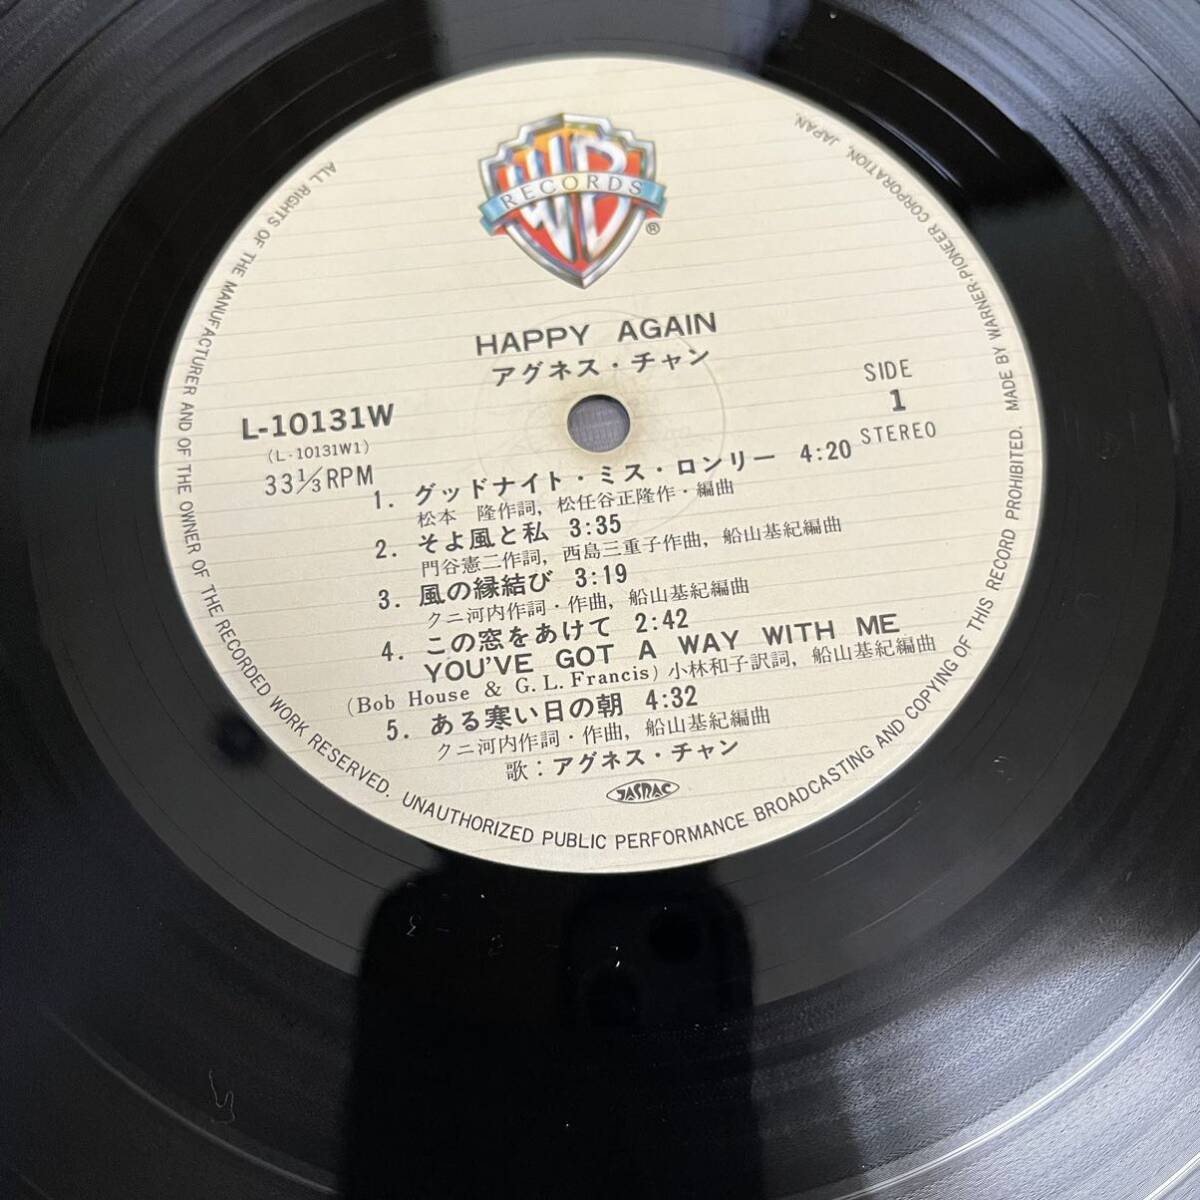 WB
RECORDS
®
HAPPY AGAIN
アグネス・チャン
L-10131W
(L-10131W1)
33 1/3 RPM
SIDE
1
STEREO
1. グッドナイト・ミス・ロンリー 4:20
松本 隆作詞, 松任谷正隆作・編曲
2. そよ風と私 3:35
門谷憲二作詞, 西島三重子作曲, 船山基紀編曲
3. 風の縁結び 3:19
クニ河内作詞・作曲, 船山基紀編曲
4. この窓をあけて 2:42
YOU'VE GOT A WAY WITH ME
(Bob House & G. L. Francis) 小林和子訳詞, 船山基紀編曲
5. ある寒い日の朝 4:32
クニ河内作詞・作曲, 船山基紀編曲
歌：アグネス・チャン
JASRAC
ALL RIGHTS OF THE MANUFACTURER AND OF THE OWNER OF THE RECORDED WORK RESERVED. UNAUTHORIZED PUBLIC PERFORMANCE BROADCASTING AND COPYING OF THIS RECORD PROHIBITED. MADE BY WARNER-PIONEER CORPORATION, JAPAN.